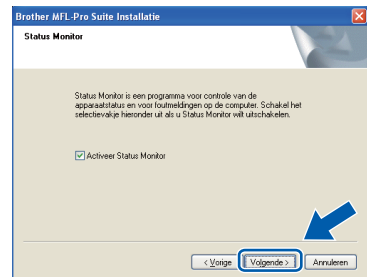 Brother MFL-Pro Suite Installatie
Status Monitor
Status Monitor is een programma voor controle van de
apparaatstatus en voor foutmeldingen op de computer. Schakel het
selectievakje hieronder uit als u Status Monitor wilt uitschakelen.
Activeer Status Monitor
< Vorige
Volgende >
Annuleren